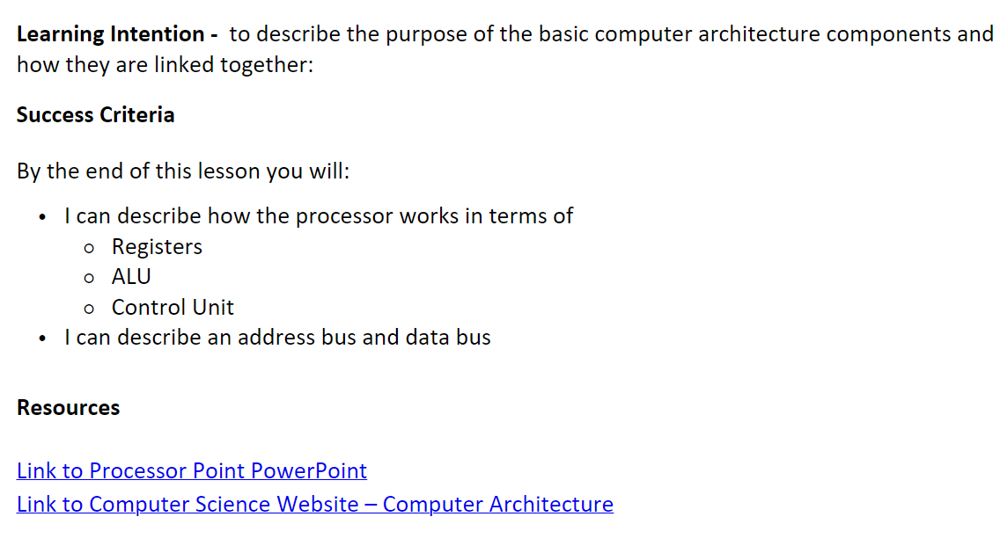 Learning Intention -  to describe the purpose of the basic computer architecture components and
how they are linked together:
Success Criteria
By the end of this lesson you will:
• I can describe how the processor works in terms of
○ Registers
○ ALU
○ Control Unit
• I can describe an address bus and data bus
Resources
Link to Processor Point PowerPoint
Link to Computer Science Website – Computer Architecture